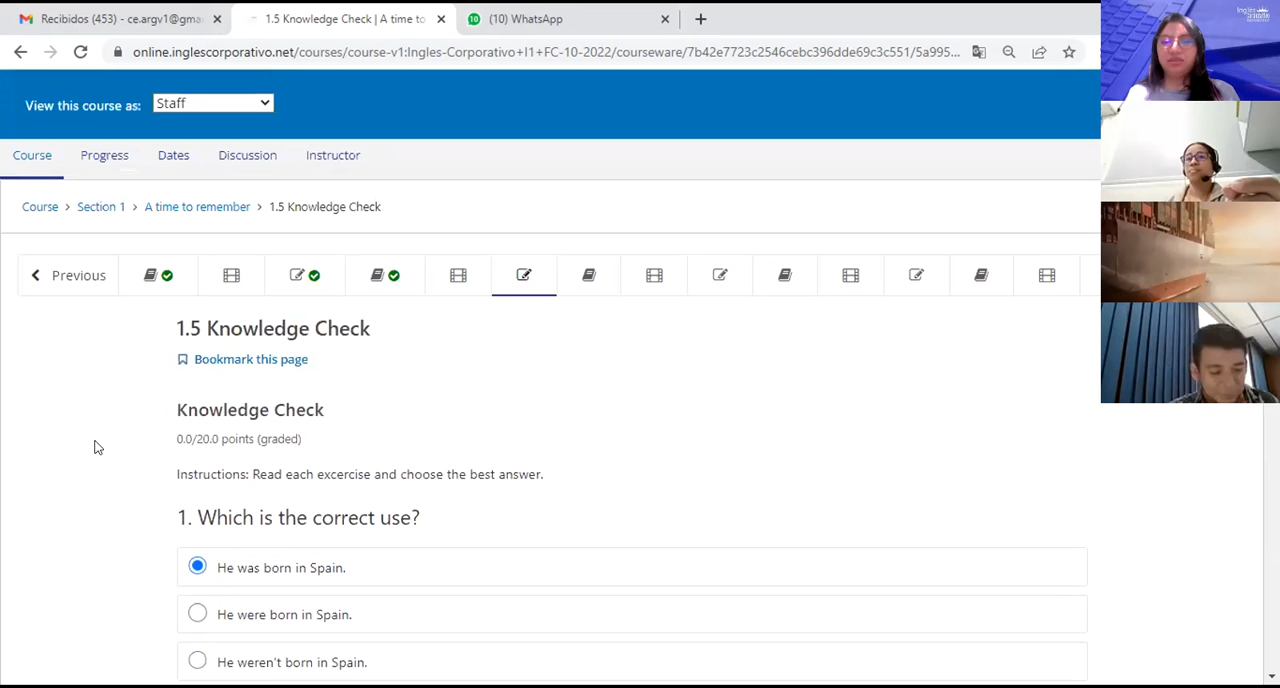 Recibidos (453) - ce.argv1@gma
1.5 Knowledge Check | A time to
(10) WhatsApp
online.inglescorporativo.net/courses/course-v1:Ingles-Corporativo+I1+FC-10-2022/courseware/7b42e7723c2546cebc396dde69c3c551/5a995...
View this course as: Staff
Course Progress Dates Discussion Instructor
Course > Section 1 > A time to remember > 1.5 Knowledge Check
Previous
1.5 Knowledge Check
Bookmark this page
Knowledge Check
0.0/20.0 points (graded)
Instructions: Read each excercise and choose the best answer.
1. Which is the correct use?
He was born in Spain.
He were born in Spain.
He weren't born in Spain.